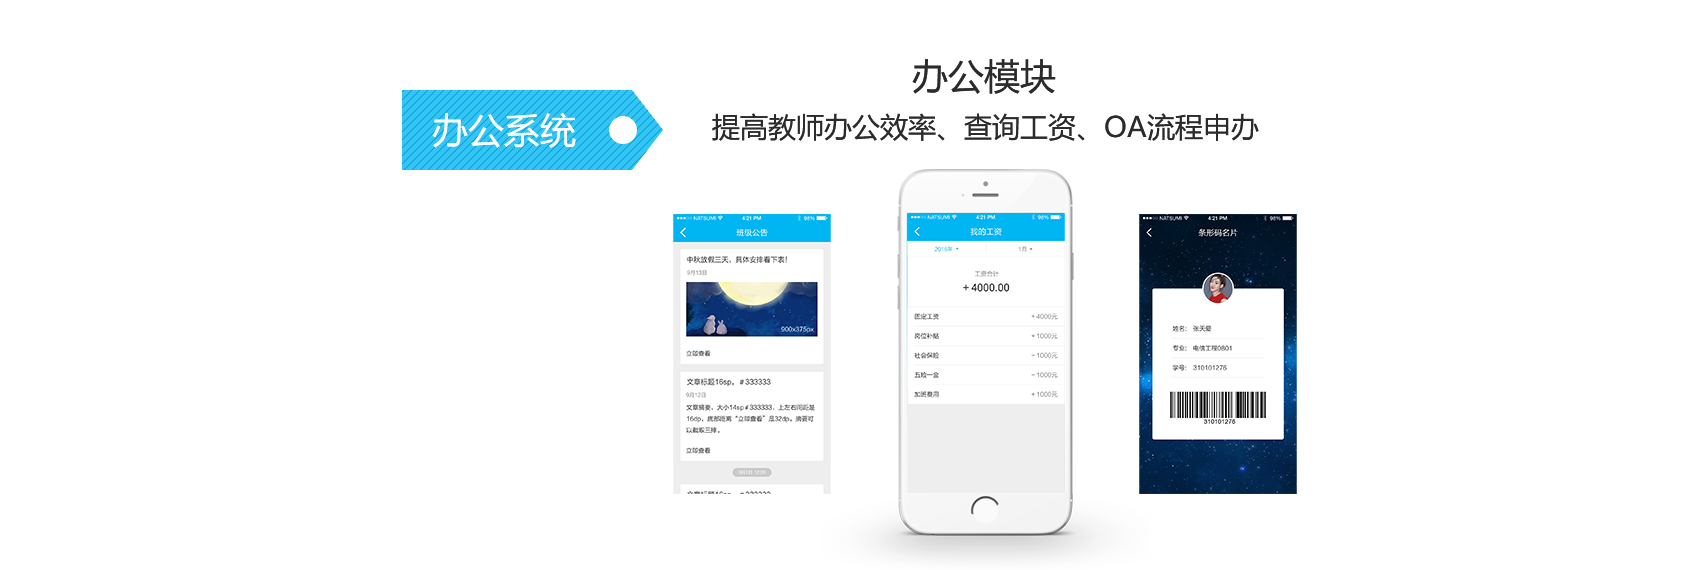 办公模块
办公系统
提高教师办公效率、查询工资、OA流程申办
NATSUMI 4:21 PM 98%
班级公告
中秋放假三天，具体安排看下表！
9月13日
900x375px
立即查看
文章标题16sp，#333333
9月12日
文章摘要，大小14sp#333333，上左右间距是
16dp，底部距离“立即查看”是32dp。摘要可
以截取三排。
立即查看
文章标题16sp，#333333
NATSUMI 4:21 PM 98%
我的工资
2015年 1月
工资合计
+4000.00
固定工资 +4000元
岗位补贴 +1000元
社会保险 -1000元
五险一金 -1000元
加班费用 +1000元
NATSUMI 4:21 PM 98%
条形码名片
姓名： 张天爱
专业： 电信工程0801
学号： 310101276
310101276